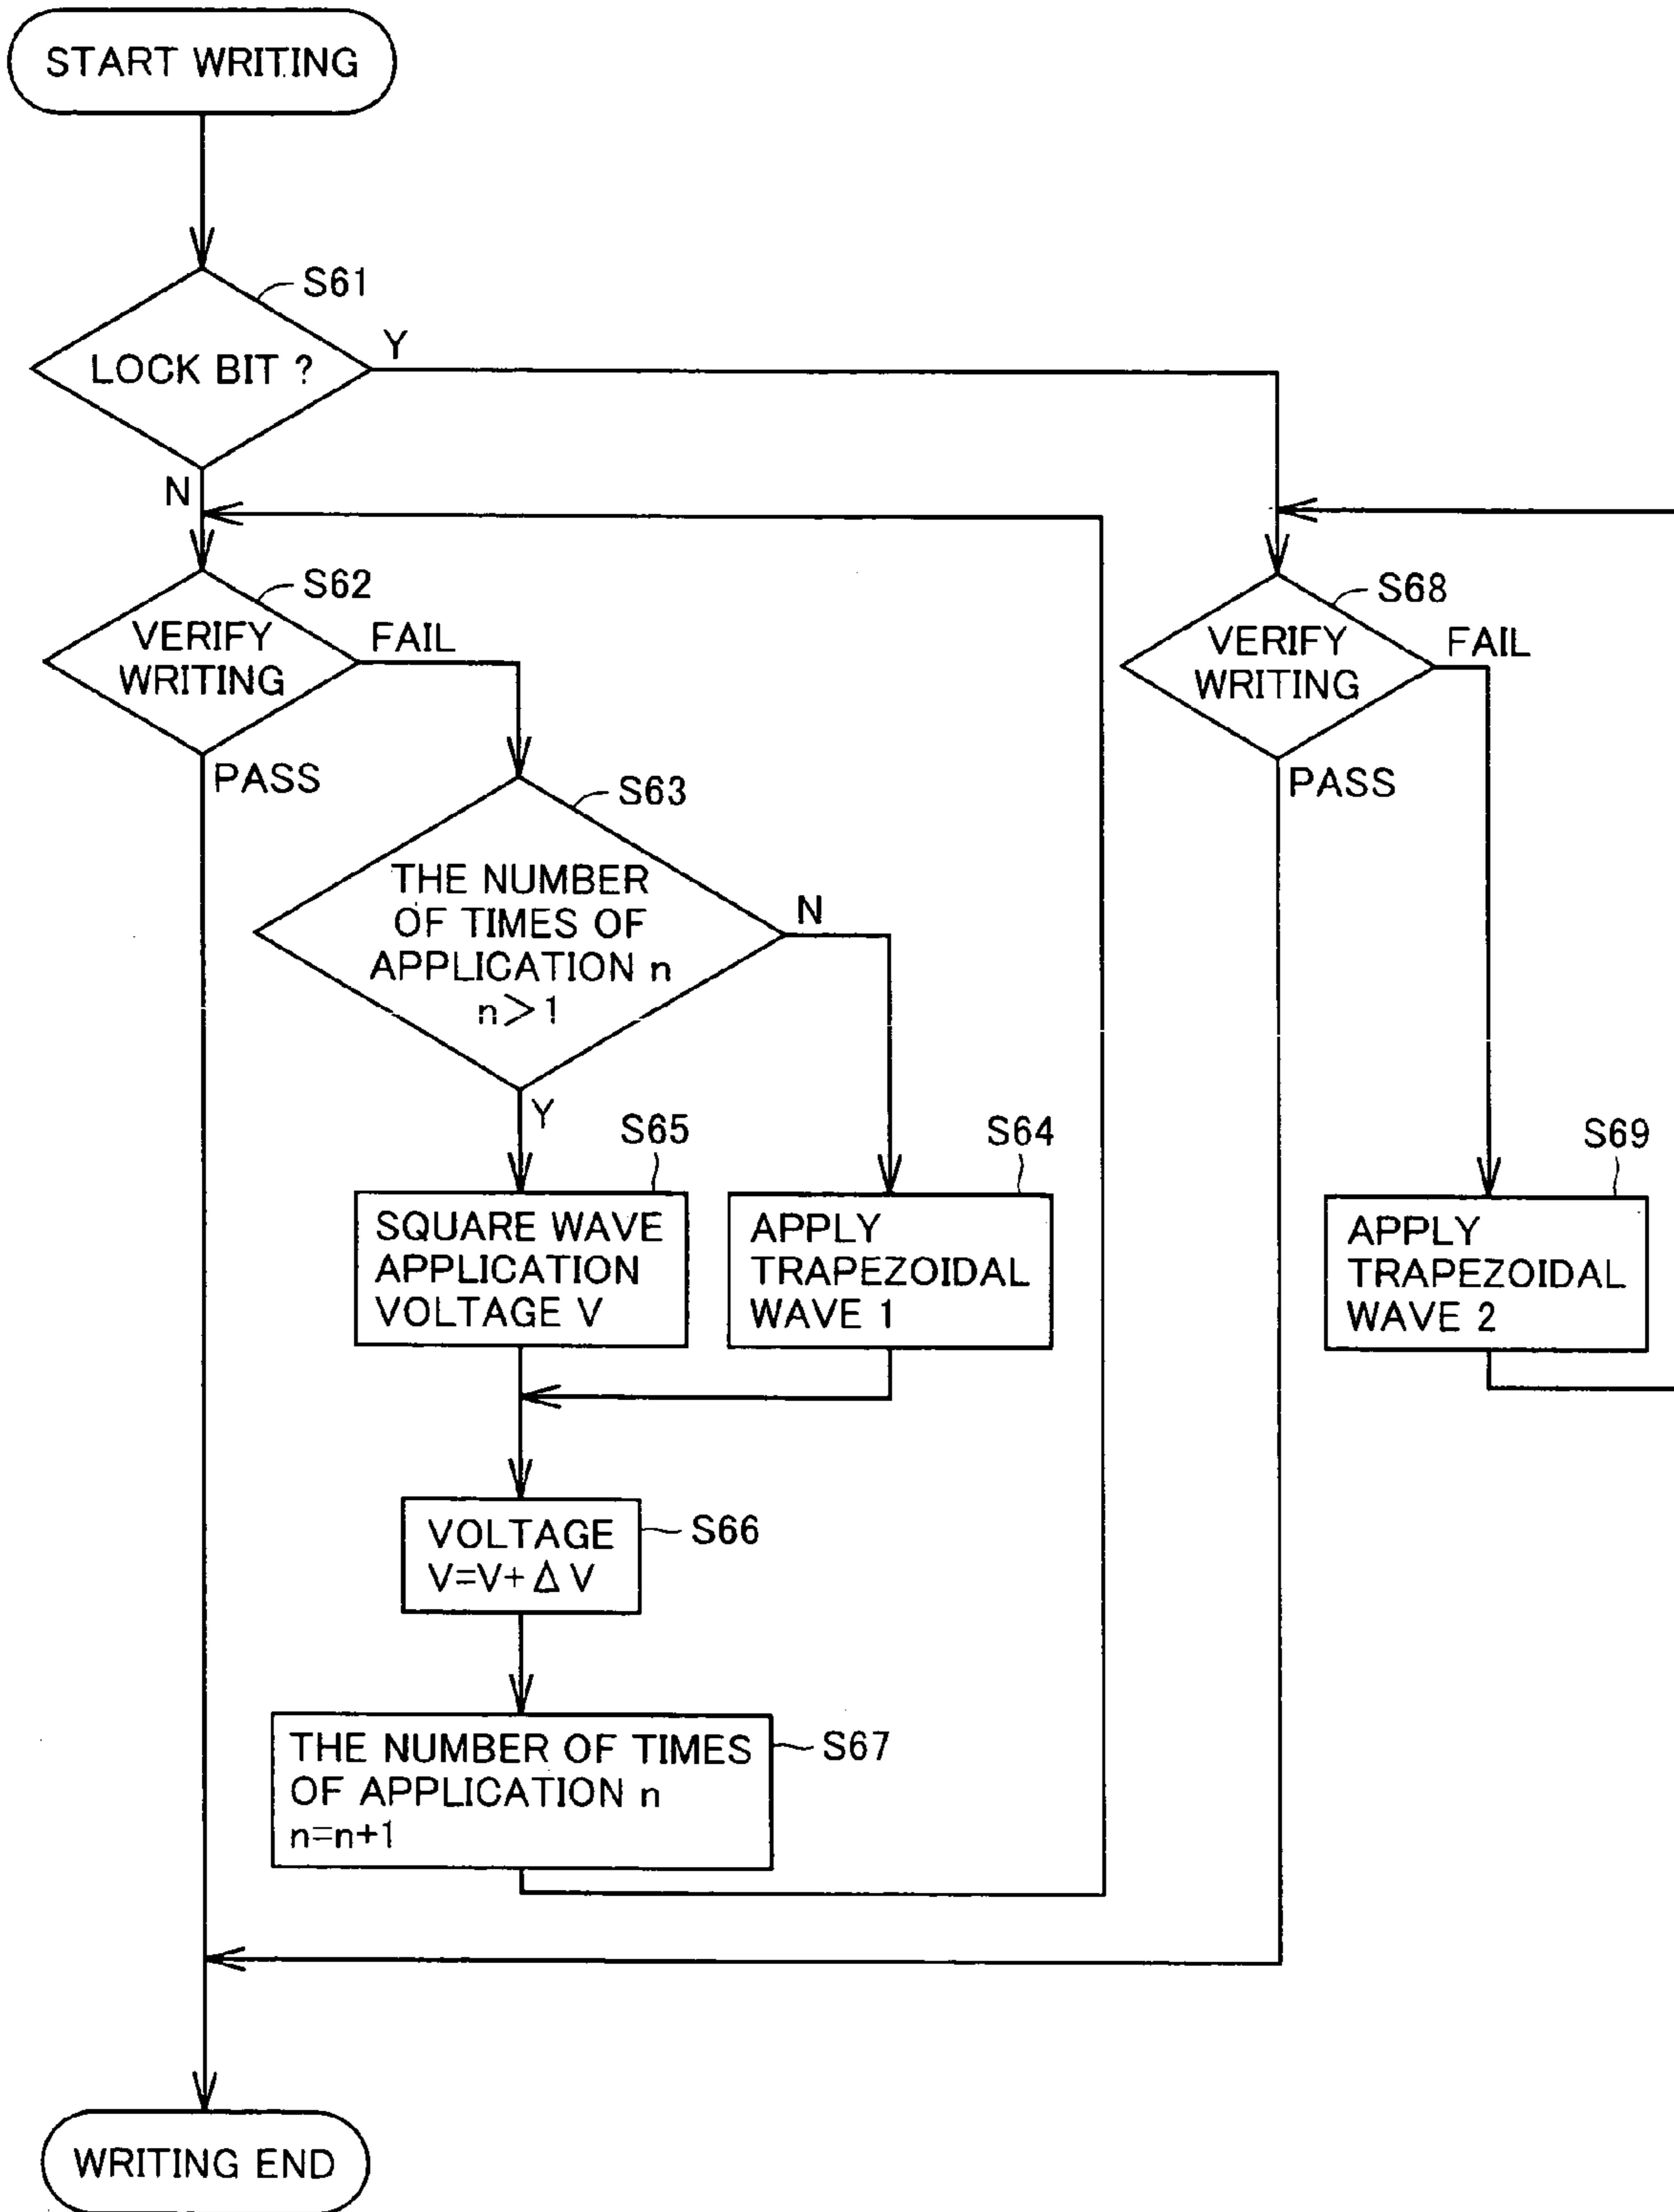 START WRITING
S61
LOCK BIT ?
Y
N
S62
VERIFY
WRITING
FAIL
PASS
S63
THE NUMBER
OF TIMES OF
APPLICATION n
n>1
N
Y
S65
SQUARE WAVE
APPLICATION
VOLTAGE V
S64
APPLY
TRAPEZOIDAL
WAVE 1
S66
VOLTAGE
V=V+ΔV
S67
THE NUMBER OF TIMES
OF APPLICATION n
n=n+1
S68
VERIFY
WRITING
FAIL
PASS
S69
APPLY
TRAPEZOIDAL
WAVE 2
WRITING END